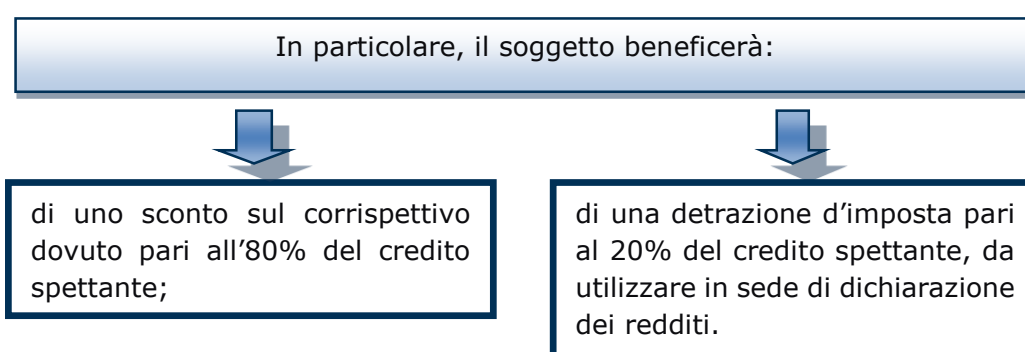 In particolare, il soggetto beneficerà:
di uno sconto sul corrispettivo
dovuto pari all’80% del credito
spettante;
di una detrazione d’imposta pari
al 20% del credito spettante, da
utilizzare in sede di dichiarazione
dei redditi.